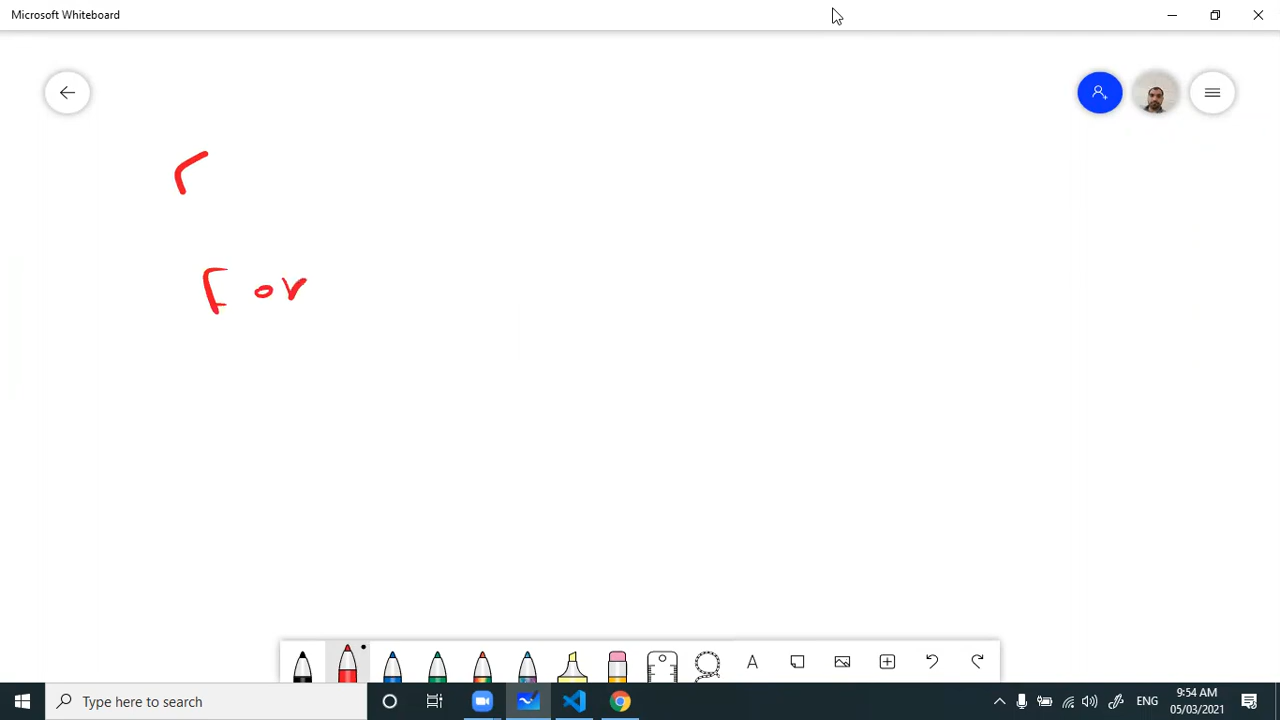 Microsoft Whiteboard
For
A
Type here to search
ENG
9:54 AM
05/03/2021